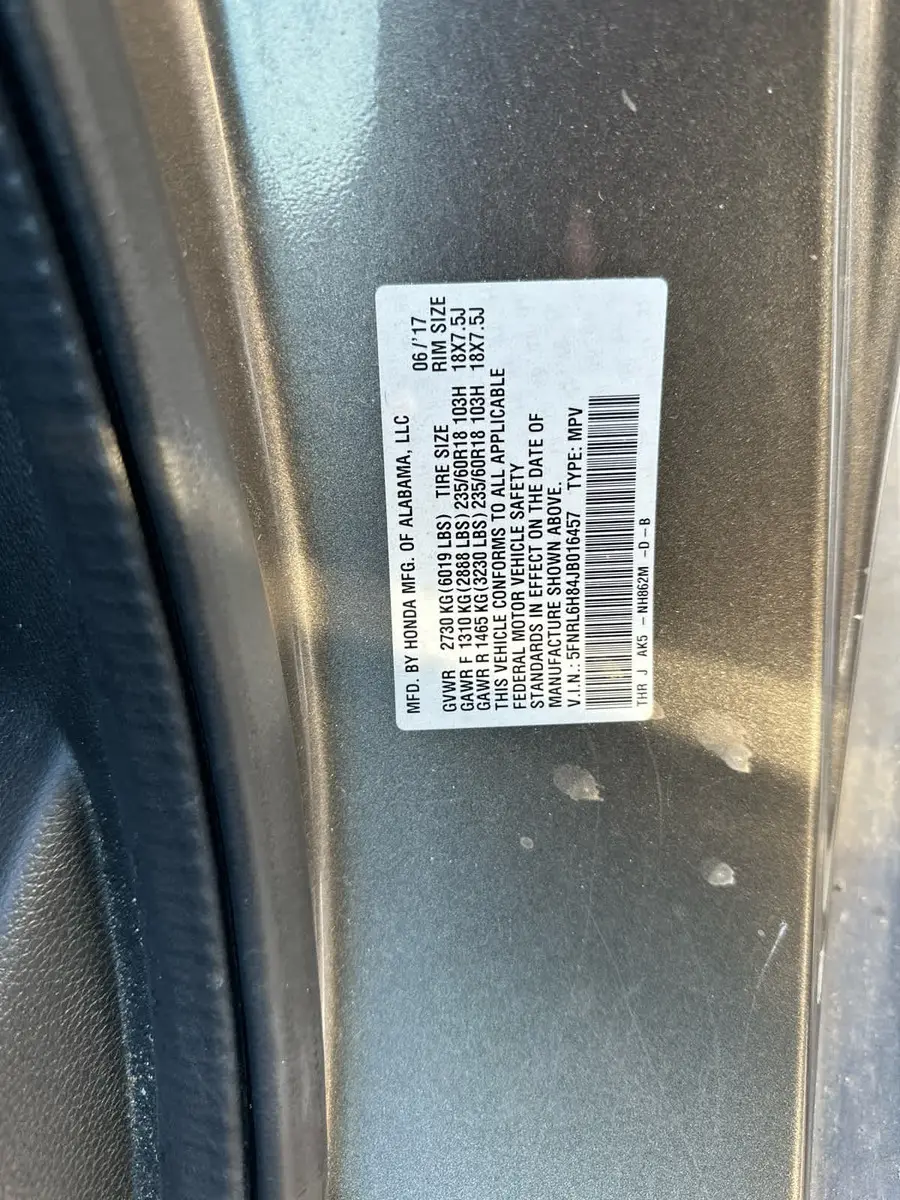 MFD. BY HONDA MFG. OF ALABAMA, LLC 06/'17
GVWR 2730 KG(6019 LBS) TIRE SIZE RIM SIZE
GAWR F 1310 KG(2888 LBS) 235/60R18 103H 18X7.5J
GAWR R 1465 KG(3230 LBS) 235/60R18 103H 18X7.5J
THIS VEHICLE CONFORMS TO ALL APPLICABLE
FEDERAL MOTOR VEHICLE SAFETY
STANDARDS IN EFFECT ON THE DATE OF
MANUFACTURE SHOWN ABOVE.
V.I.N.: 5FNRL6H84JB016457 TYPE: MPV
THR J AK5 - NH862M -D-B